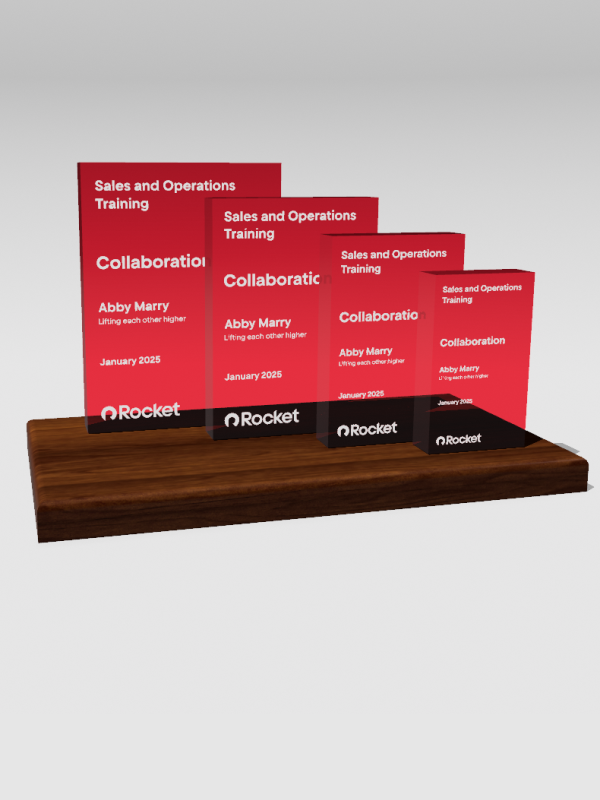 Sales and Operations
Training
Collaboration
Abby Marry
Lifting each other higher
January 2025
Rocket
Sales and Operations
Training
Collaboration
Abby Marry
Lifting each other higher
January 2025
Rocket
Sales and Operations
Training
Collaboration
Abby Marry
Lifting each other higher
January 2025
Rocket
Sales and Operations
Training
Collaboration
Abby Marry
Lifting each other higher
January 2025
Rocket